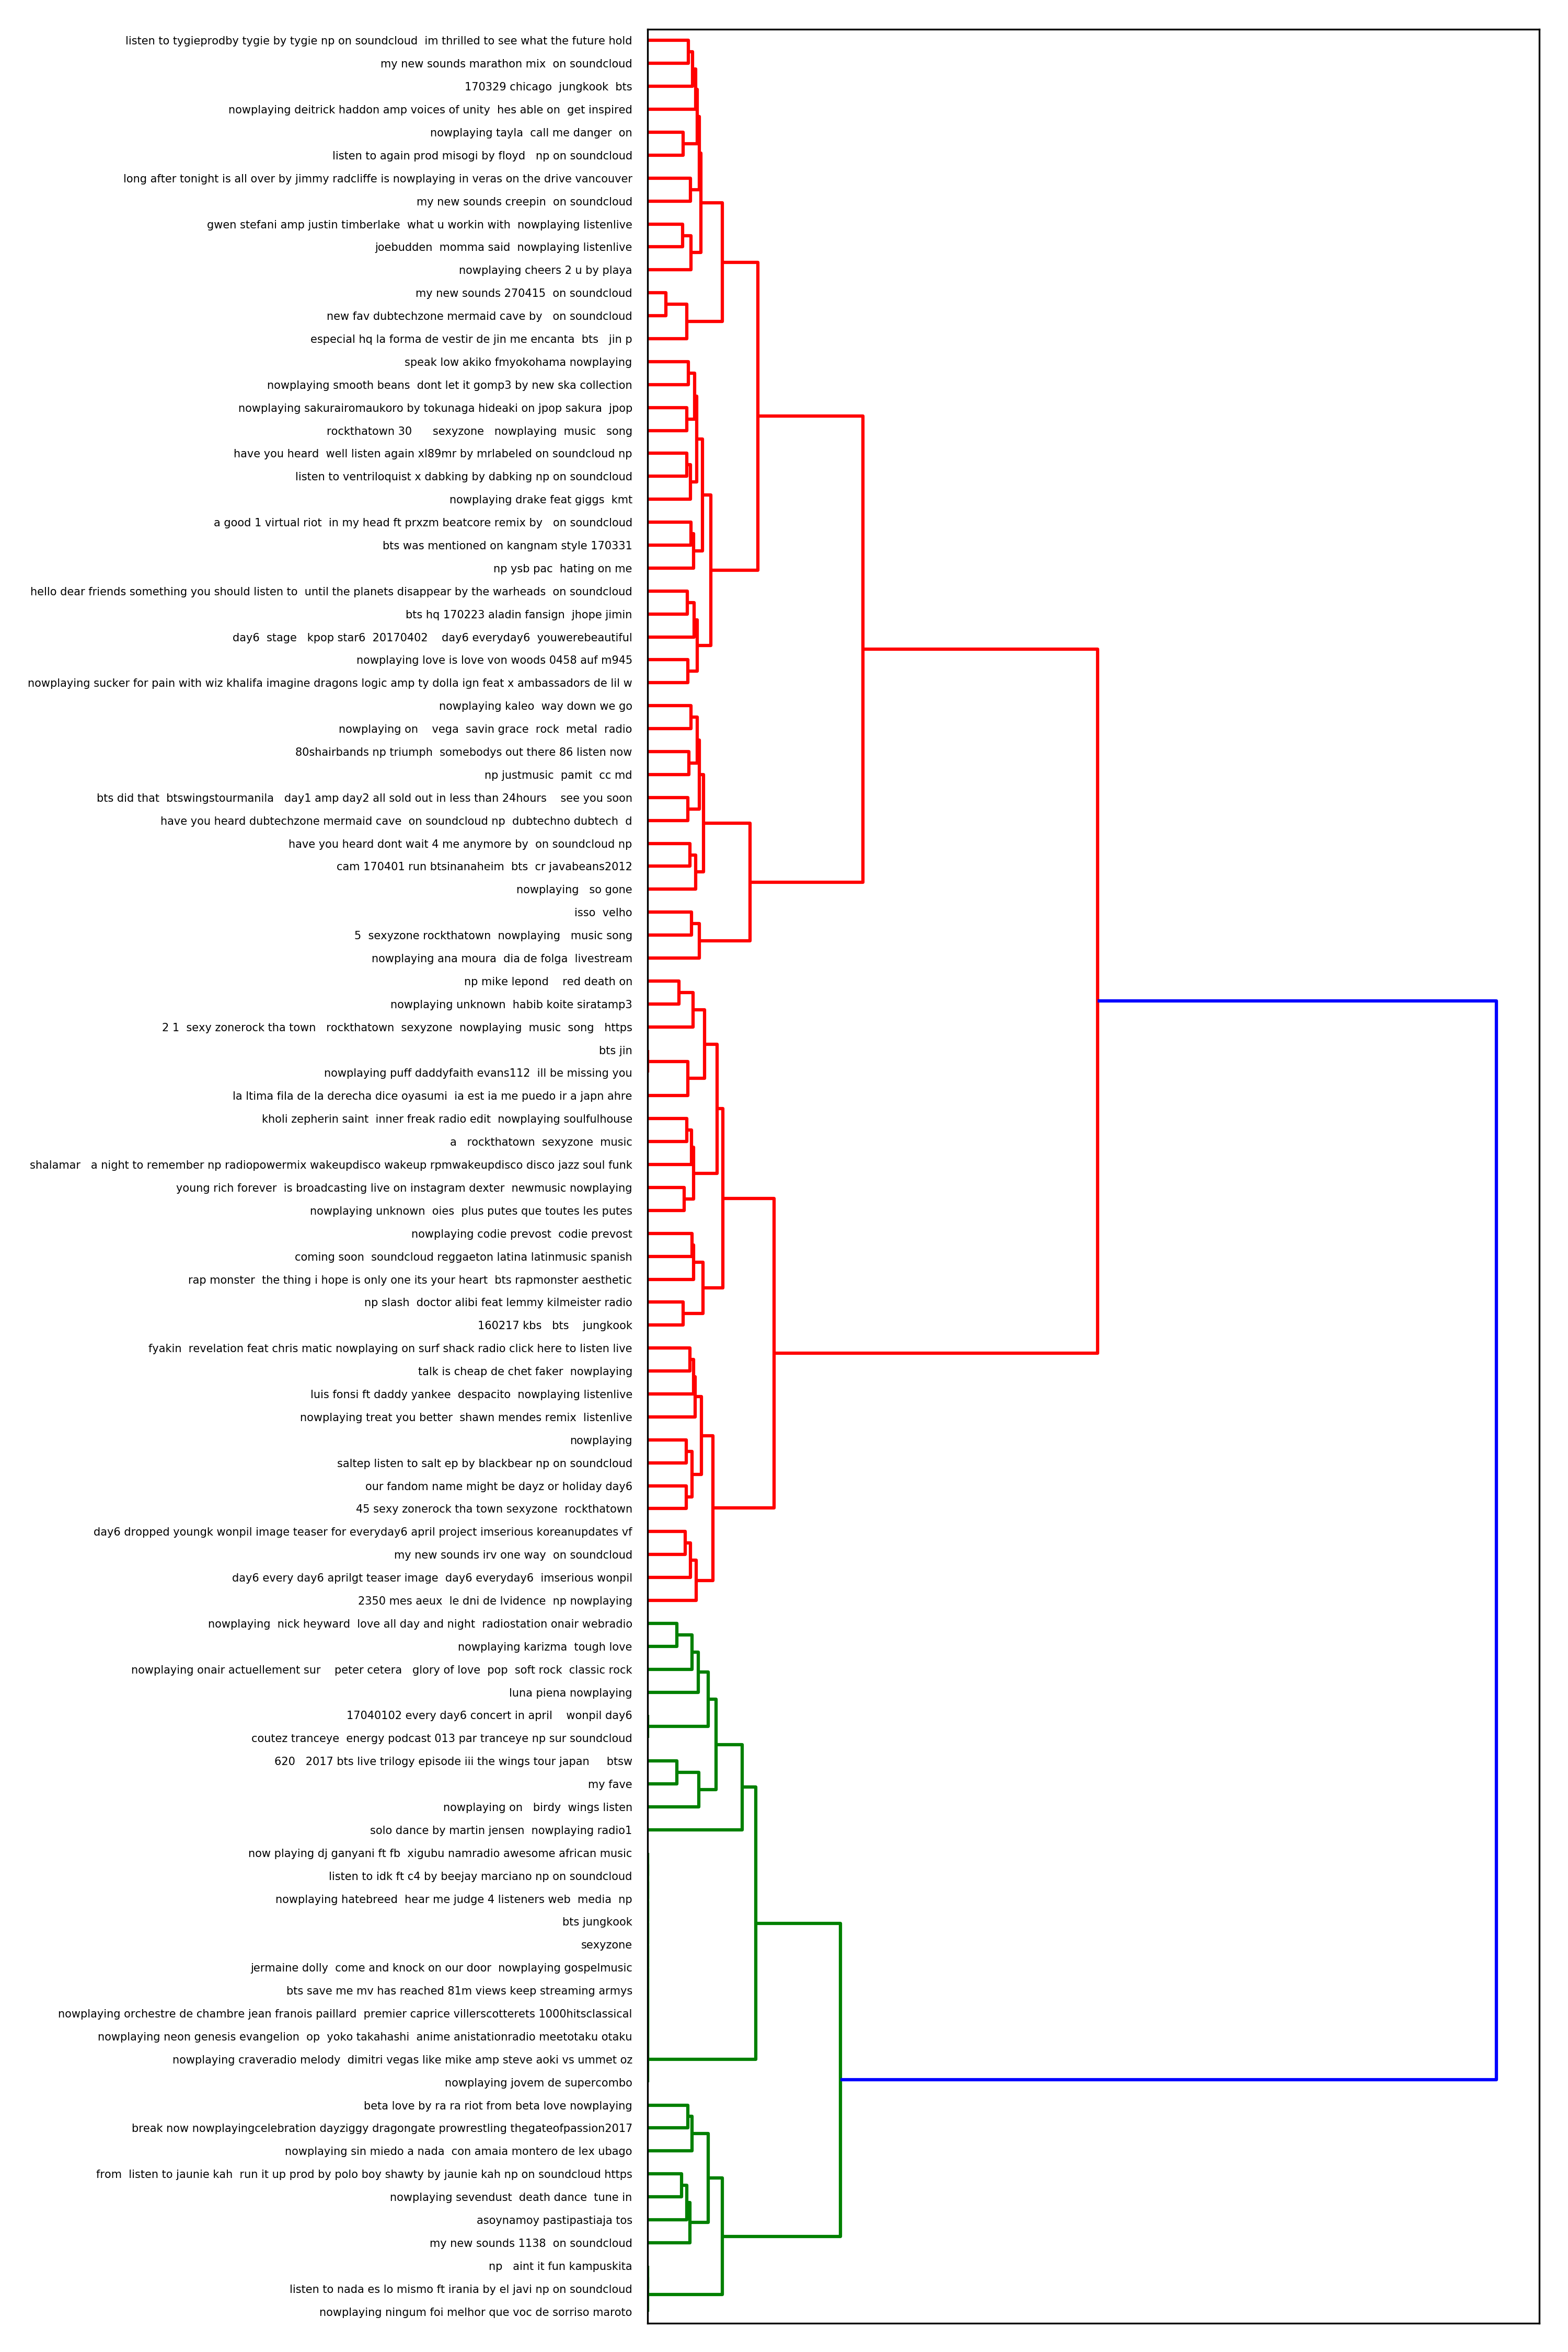 listen to tygieprodby tygie by tygie np on soundcloud  im thrilled to see what the future hold
my new sounds marathon mix  on soundcloud
170329 chicago  jungkook  bts
nowplaying deitrick haddon amp voices of unity  hes able on  get inspired
nowplaying tayla  call me danger  on
listen to again prod misogi by floyd   np on soundcloud
long after tonight is all over by jimmy radcliffe is nowplaying in veras on the drive vancouver
my new sounds creepin  on soundcloud
gwen stefani amp justin timberlake  what u workin with  nowplaying listenlive
joebudden  momma said  nowplaying listenlive
nowplaying cheers 2 u by playa
my new sounds 270415  on soundcloud
new fav dubtechzone mermaid cave by   on soundcloud
especial hq la forma de vestir de jin me encanta  bts   jin p
speak low akiko fmyokohama nowplaying
nowplaying smooth beans  dont let it gomp3 by new ska collection
nowplaying sakurairomaukoro by tokunaga hideaki on jpop sakura  jpop
rockthatown 30      sexyzone   nowplaying  music   song
have you heard  well listen again xl89mr by mrlabeled on soundcloud np
listen to ventriloquist x dabking by dabking np on soundcloud
nowplaying drake feat giggs  kmt
a good 1 virtual riot  in my head ft prxzm beatcore remix by   on soundcloud
bts was mentioned on kangnam style 170331
np ysb pac  hating on me
hello dear friends something you should listen to  until the planets disappear by the warheads  on soundcloud
bts hq 170223 aladin fansign  jhope jimin
day6  stage   kpop star6  20170402    day6 everyday6  youwerebeautiful
nowplaying love is love von woods 0458 auf m945
nowplaying sucker for pain with wiz khalifa imagine dragons logic amp ty dolla ign feat x ambassadors de lil w
nowplaying kaleo  way down we go
nowplaying on    vega  savin grace  rock  metal  radio
80shairbands np triumph  somebodys out there 86 listen now
np justmusic  pamit  cc md
bts did that  btswingstourmanila   day1 amp day2 all sold out in less than 24hours    see you soon
have you heard dubtechzone mermaid cave  on soundcloud np  dubtechno dubtech  d
have you heard dont wait 4 me anymore by  on soundcloud np
cam 170401 run btsinanaheim  bts  cr javabeans2012
nowplaying   so gone
isso  velho
5  sexyzone rockthatown  nowplaying   music song
nowplaying ana moura  dia de folga  livestream
np mike lepond    red death on
nowplaying unknown  habib koite siratamp3
2 1  sexy zonerock tha town   rockthatown  sexyzone  nowplaying  music  song   https
bts jin
nowplaying puff daddyfaith evans112  ill be missing you
la ltima fila de la derecha dice oyasumi  ia est ia me puedo ir a japn ahre
kholi zepherin saint  inner freak radio edit  nowplaying soulfulhouse
a   rockthatown  sexyzone  music
shalamar   a night to remember np radiopowermix wakeupdisco wakeup rpmwakeupdisco disco jazz soul funk
young rich forever  is broadcasting live on instagram dexter  newmusic nowplaying
nowplaying unknown  oies  plus putes que toutes les putes
nowplaying codie prevost  codie prevost
coming soon  soundcloud reggaeton latina latinmusic spanish
rap monster  the thing i hope is only one its your heart  bts rapmonster aesthetic
np slash  doctor alibi feat lemmy kilmeister radio
160217 kbs   bts    jungkook
fyakin  revelation feat chris matic nowplaying on surf shack radio click here to listen live
talk is cheap de chet faker  nowplaying
luis fonsi ft daddy yankee  despacito  nowplaying listenlive
nowplaying treat you better  shawn mendes remix  listenlive
nowplaying
saltep listen to salt ep by blackbear np on soundcloud
our fandom name might be dayz or holiday day6
45 sexy zonerock tha town sexyzone  rockthatown
day6 dropped youngk wonpil image teaser for everyday6 april project imserious koreanupdates vf
my new sounds irv one way  on soundcloud
day6 every day6 aprilgt teaser image  day6 everyday6  imserious wonpil
2350 mes aeux  le dni de lvidence  np nowplaying
nowplaying  nick heyward  love all day and night  radiostation onair webradio
nowplaying karizma  tough love
nowplaying onair actuellement sur    peter cetera   glory of love  pop  soft rock  classic rock
luna piena nowplaying
17040102 every day6 concert in april    wonpil day6
coutez tranceye  energy podcast 013 par tranceye np sur soundcloud
620   2017 bts live trilogy episode iii the wings tour japan     btsw
my fave
nowplaying on   birdy  wings listen
solo dance by martin jensen  nowplaying radio1
now playing dj ganyani ft fb  xigubu namradio awesome african music
listen to idk ft c4 by beejay marciano np on soundcloud
nowplaying hatebreed  hear me judge 4 listeners web  media  np
bts jungkook
sexyzone
jermaine dolly  come and knock on our door  nowplaying gospelmusic
bts save me mv has reached 81m views keep streaming armys
nowplaying orchestre de chambre jean franois paillard  premier caprice villerscotterets 1000hitsclassical
nowplaying neon genesis evangelion  op  yoko takahashi  anime anistationradio meetotaku otaku
nowplaying craveradio melody  dimitri vegas like mike amp steve aoki vs ummet oz
nowplaying jovem de supercombo
beta love by ra ra riot from beta love nowplaying
break now nowplayingcelebration dayziggy dragongate prowrestling thegateofpassion2017
nowplaying sin miedo a nada  con amaia montero de lex ubago
from  listen to jaunie kah  run it up prod by polo boy shawty by jaunie kah np on soundcloud https
nowplaying sevendust  death dance  tune in
asoynamoy pastipastiaja tos
my new sounds 1138  on soundcloud
np   aint it fun kampuskita
listen to nada es lo mismo ft irania by el javi np on soundcloud
nowplaying ningum foi melhor que voc de sorriso maroto